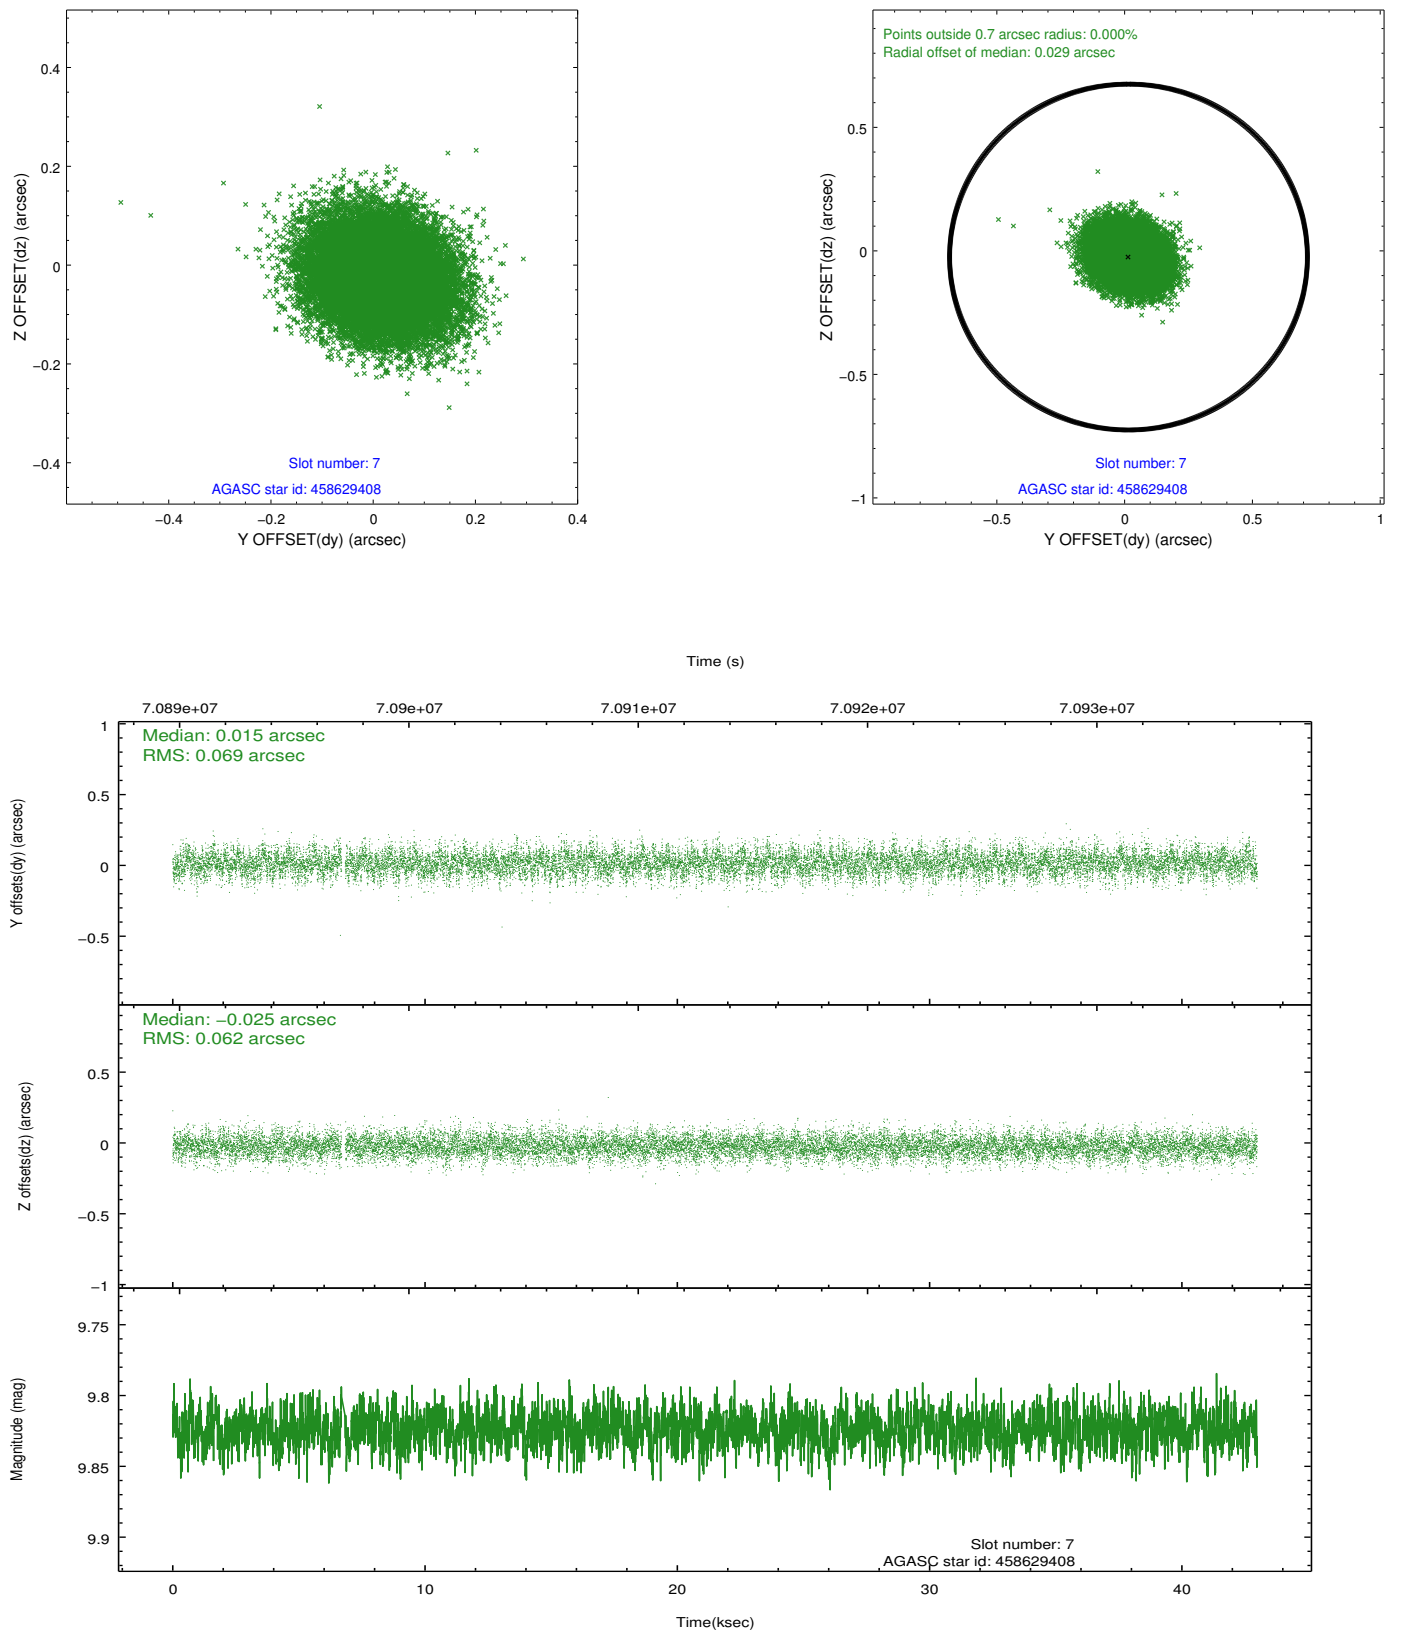 0.4
0.2
0
−0.2
−0.4
Z OFFSET(dz) (arcsec)
Slot number: 7
AGASC star id: 458629408
−0.4 −0.2 0 0.2 0.4
Y OFFSET(dy) (arcsec)
Points outside 0.7 arcsec radius: 0.000%
Radial offset of median: 0.029 arcsec
0.5
0
−0.5
−1
Z OFFSET(dz) (arcsec)
Slot number: 7
AGASC star id: 458629408
−0.5 0 0.5 1
Y OFFSET(dy) (arcsec)
Time (s)
7.089e+07 7.09e+07 7.091e+07 7.092e+07 7.093e+07
Median: 0.015 arcsec
RMS: 0.069 arcsec
1
0.5
0
−0.5
Y offsets(dy) (arcsec)
Median: −0.025 arcsec
RMS: 0.062 arcsec
0.5
0
−0.5
−1
Z offsets(dz) (arcsec)
9.75
9.8
9.85
9.9
Magnitude (mag)
Slot number: 7
AGASC star id: 458629408
0 10 20 30 40
Time(ksec)